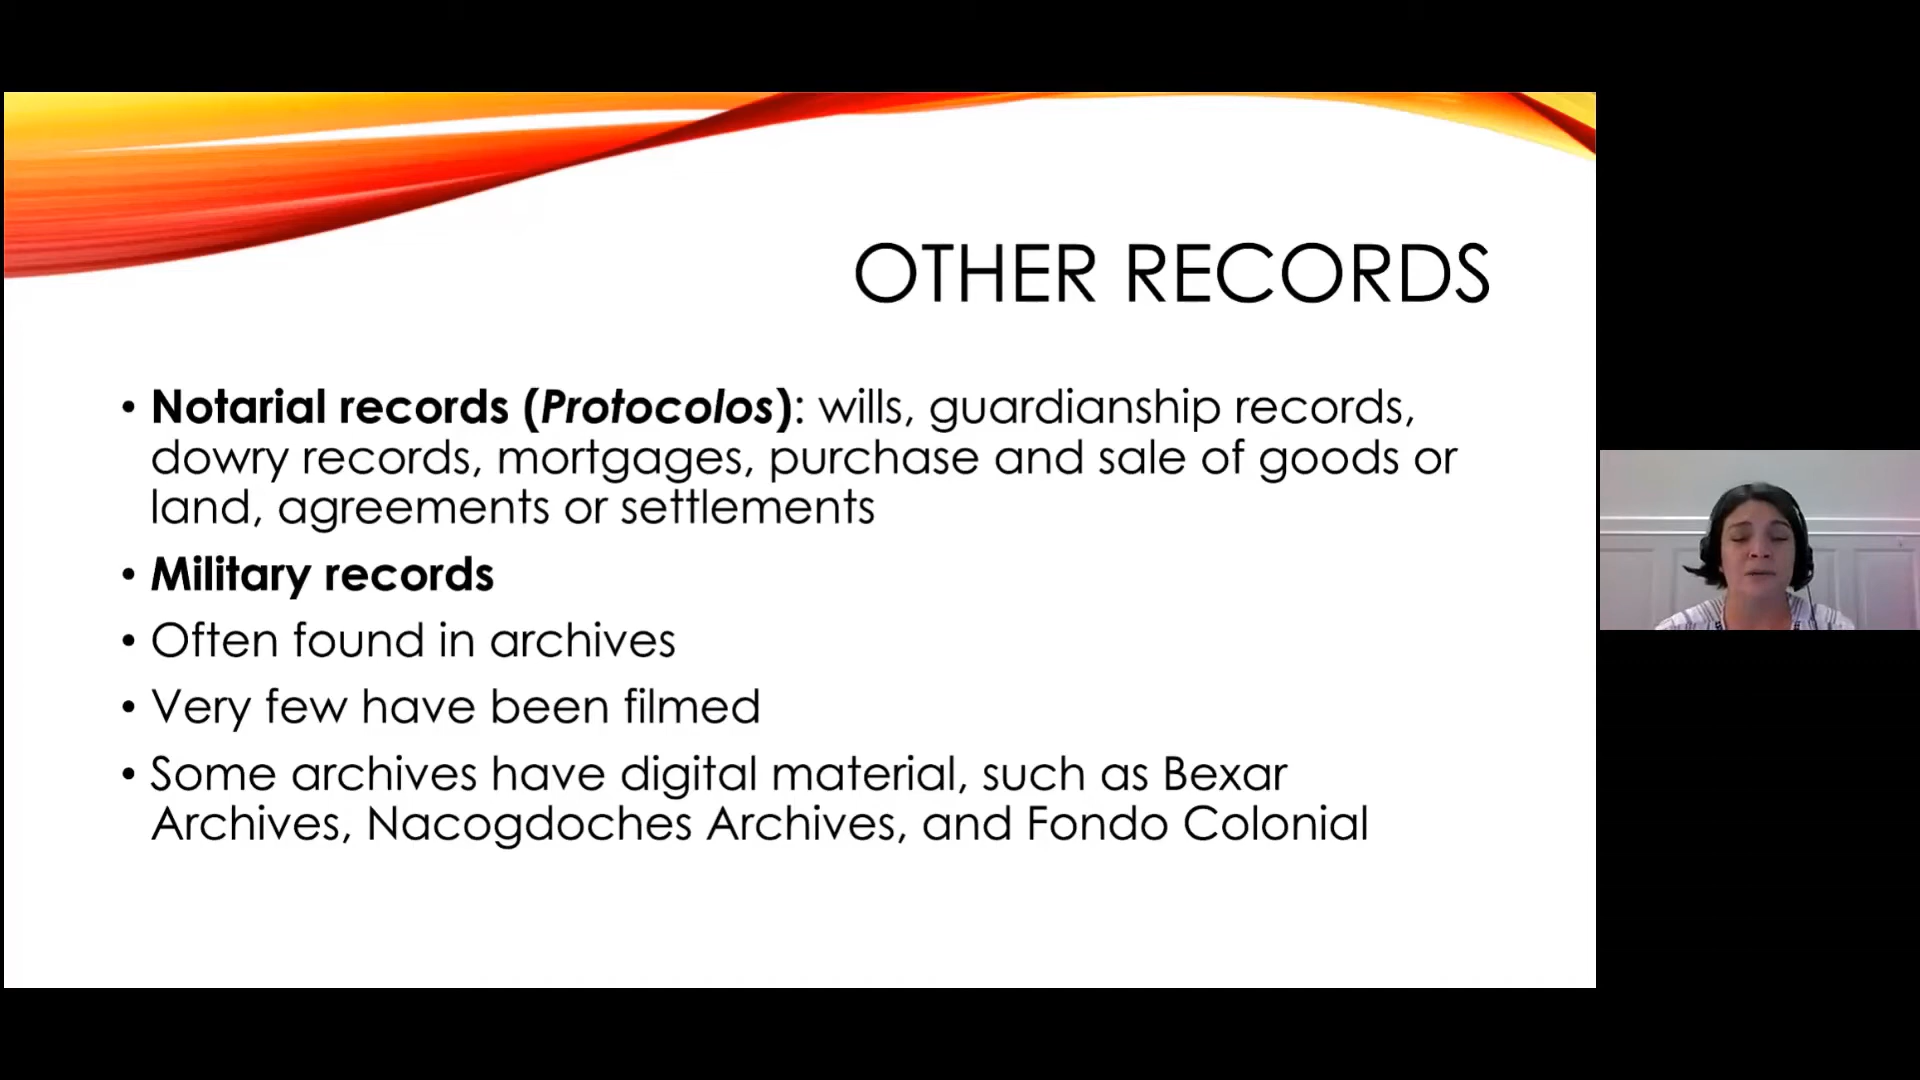 OTHER RECORDS
• Notarial records (Protocolos): wills, guardianship records,
dowry records, mortgages, purchase and sale of goods or
land, agreements or settlements
• Military records
• Often found in archives
• Very few have been filmed
• Some archives have digital material, such as Bexar
Archives, Nacogdoches Archives, and Fondo Colonial